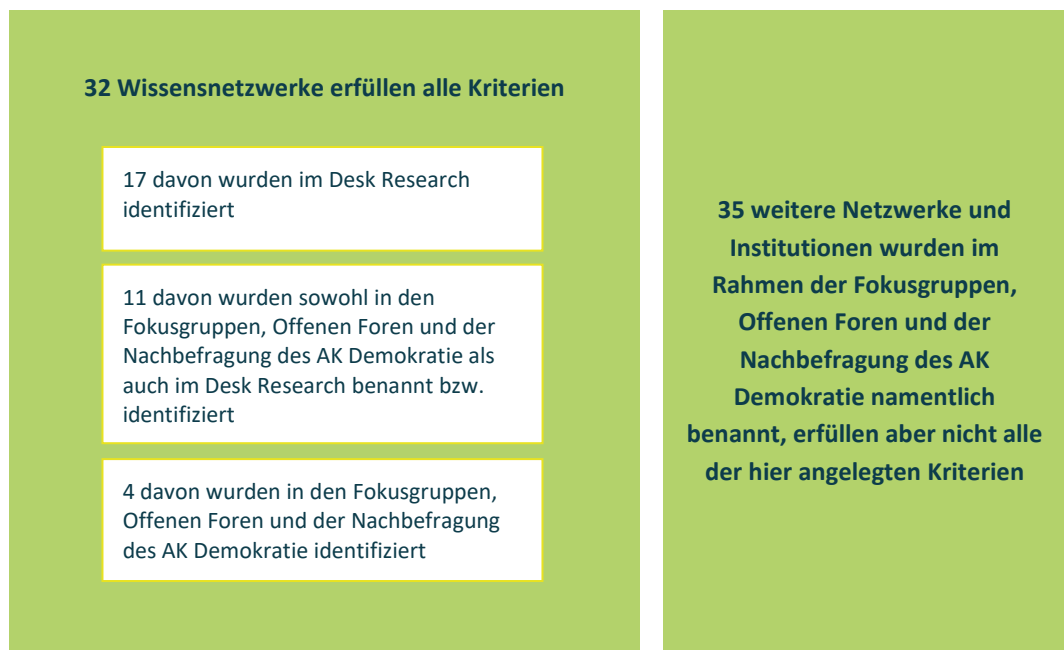 32 Wissensnetzwerke erfüllen alle Kriterien
17 davon wurden im Desk Research
identifiziert
11 davon wurden sowohl in den
Fokusgruppen, Offenen Foren und der
Nachbefragung des AK Demokratie als
auch im Desk Research benannt bzw.
identifiziert
4 davon wurden in den Fokusgruppen,
Offenen Foren und der Nachbefragung
des AK Demokratie identifiziert
35 weitere Netzwerke und
Institutionen wurden im
Rahmen der Fokusgruppen,
Offenen Foren und der
Nachbefragung des AK
Demokratie namentlich
benannt, erfüllen aber nicht alle
der hier angelegten Kriterien